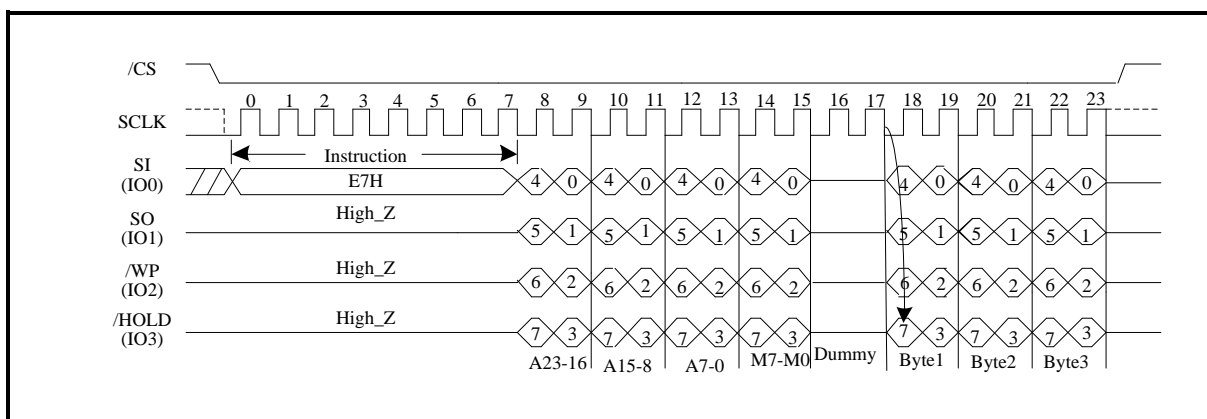 /CS
0 1 2 3 4 5 6 7 8 9 10 11 12 13 14 15 16 17 18 19 20 21 22 23
SCLK
Instruction
SI
(IO0)
E7H
4 0 4 0 4 0 4 0 4 0 4 0 4 0
SO
(IO1)
High_Z
5 1 5 1 5 1 5 1 5 1 5 1 5 1
/WP
(IO2)
High_Z
6 2 6 2 6 2 6 2 6 2 6 2 6 2
/HOLD
(IO3)
High_Z
7 3 7 3 7 3 7 3 7 3 7 3 7 3
A23-16 A15-8 A7-0 M7-M0 Dummy Byte1 Byte2 Byte3